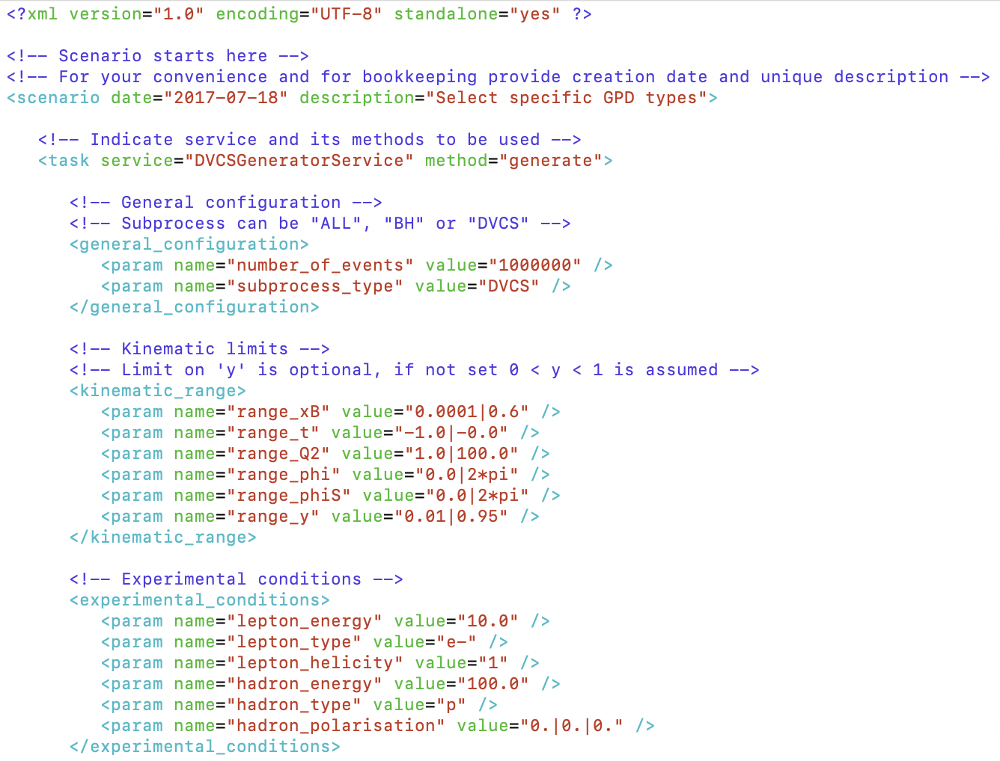 <?xml version="1.0" encoding="UTF-8" standalone="yes" ?>
<!-- Scenario starts here -->
<!-- For your convenience and for bookkeeping provide creation date and unique description -->
<scenario date="2017-07-18" description="Select specific GPD types">
<!-- Indicate service and its methods to be used -->
<task service="DVCSGeneratorService" method="generate">
<!-- General configuration -->
<!-- Subprocess can be "ALL", "BH" or "DVCS" -->
<general_configuration>
<param name="number_of_events" value="1000000" />
<param name="subprocess_type" value="DVCS" />
</general_configuration>
<!-- Kinematic limits -->
<!-- Limit on 'y' is optional, if not set 0 < y < 1 is assumed -->
<kinematic_range>
<param name="range_xB" value="0.0001|0.6" />
<param name="range_t" value="-1.0|-0.0" />
<param name="range_Q2" value="1.0|100.0" />
<param name="range_phi" value="0.0|2*pi" />
<param name="range_phiS" value="0.0|2*pi" />
<param name="range_y" value="0.01|0.95" />
</kinematic_range>
<!-- Experimental conditions -->
<experimental_conditions>
<param name="lepton_energy" value="10.0" />
<param name="lepton_type" value="e-" />
<param name="lepton_helicity" value="1" />
<param name="hadron_energy" value="100.0" />
<param name="hadron_type" value="p" />
<param name="hadron_polarisation" value="0.|0.|0." />
</experimental_conditions>